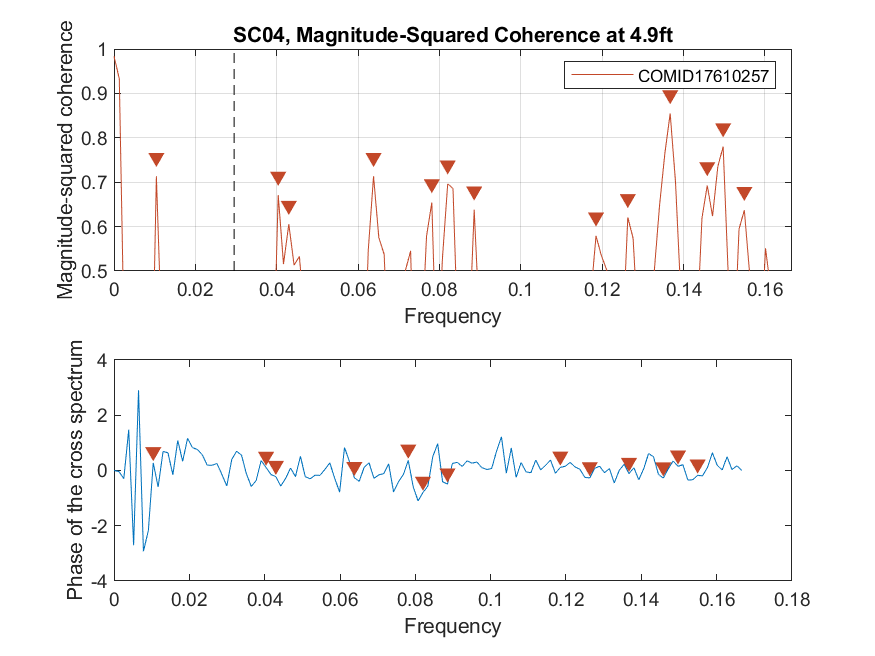 SC04, Magnitude-Squared Coherence at 4.9ft
Magnitude-squared coherence
1
0.9
0.8
0.7
0.6
0.5
COMID17610257
0 0.02 0.04 0.06 0.08 0.1 0.12 0.14 0.16
Frequency
Phase of the cross spectrum
4
2
0
-2
-4
0 0.02 0.04 0.06 0.08 0.1 0.12 0.14 0.16 0.18
Frequency